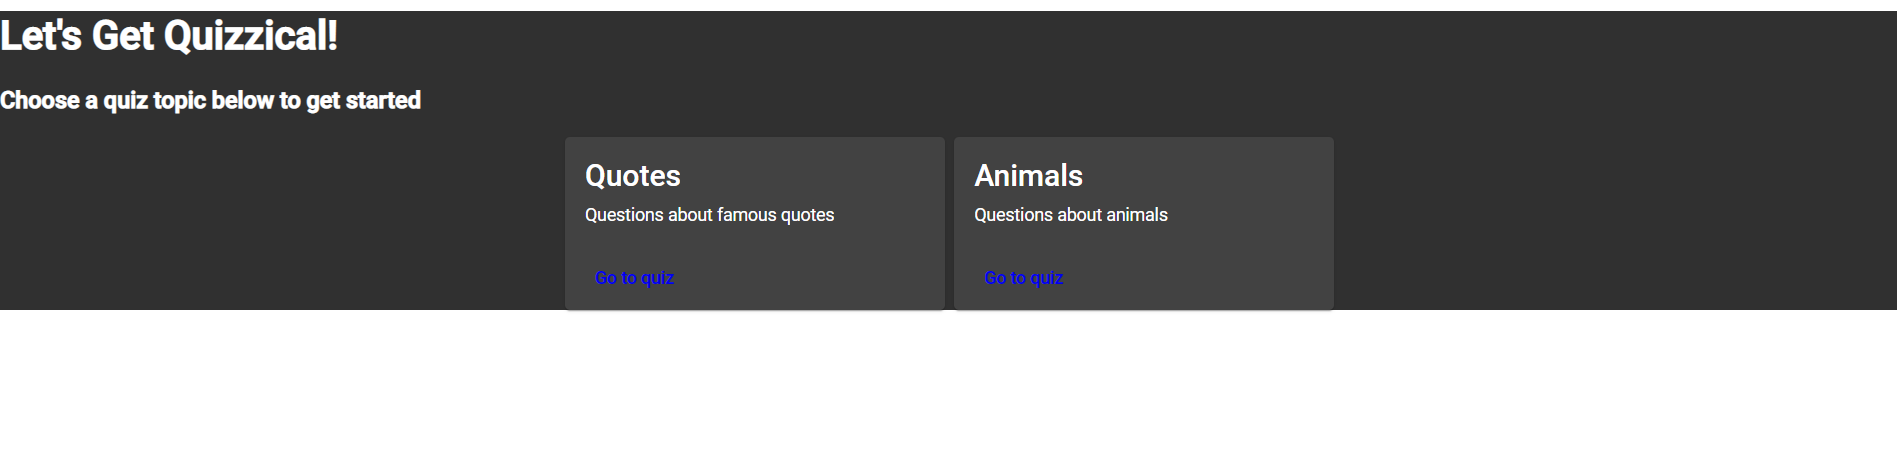 Let's Get Quizzical!
Choose a quiz topic below to get started
Quotes
Questions about famous quotes
Go to quiz
Animals
Questions about animals
Go to quiz